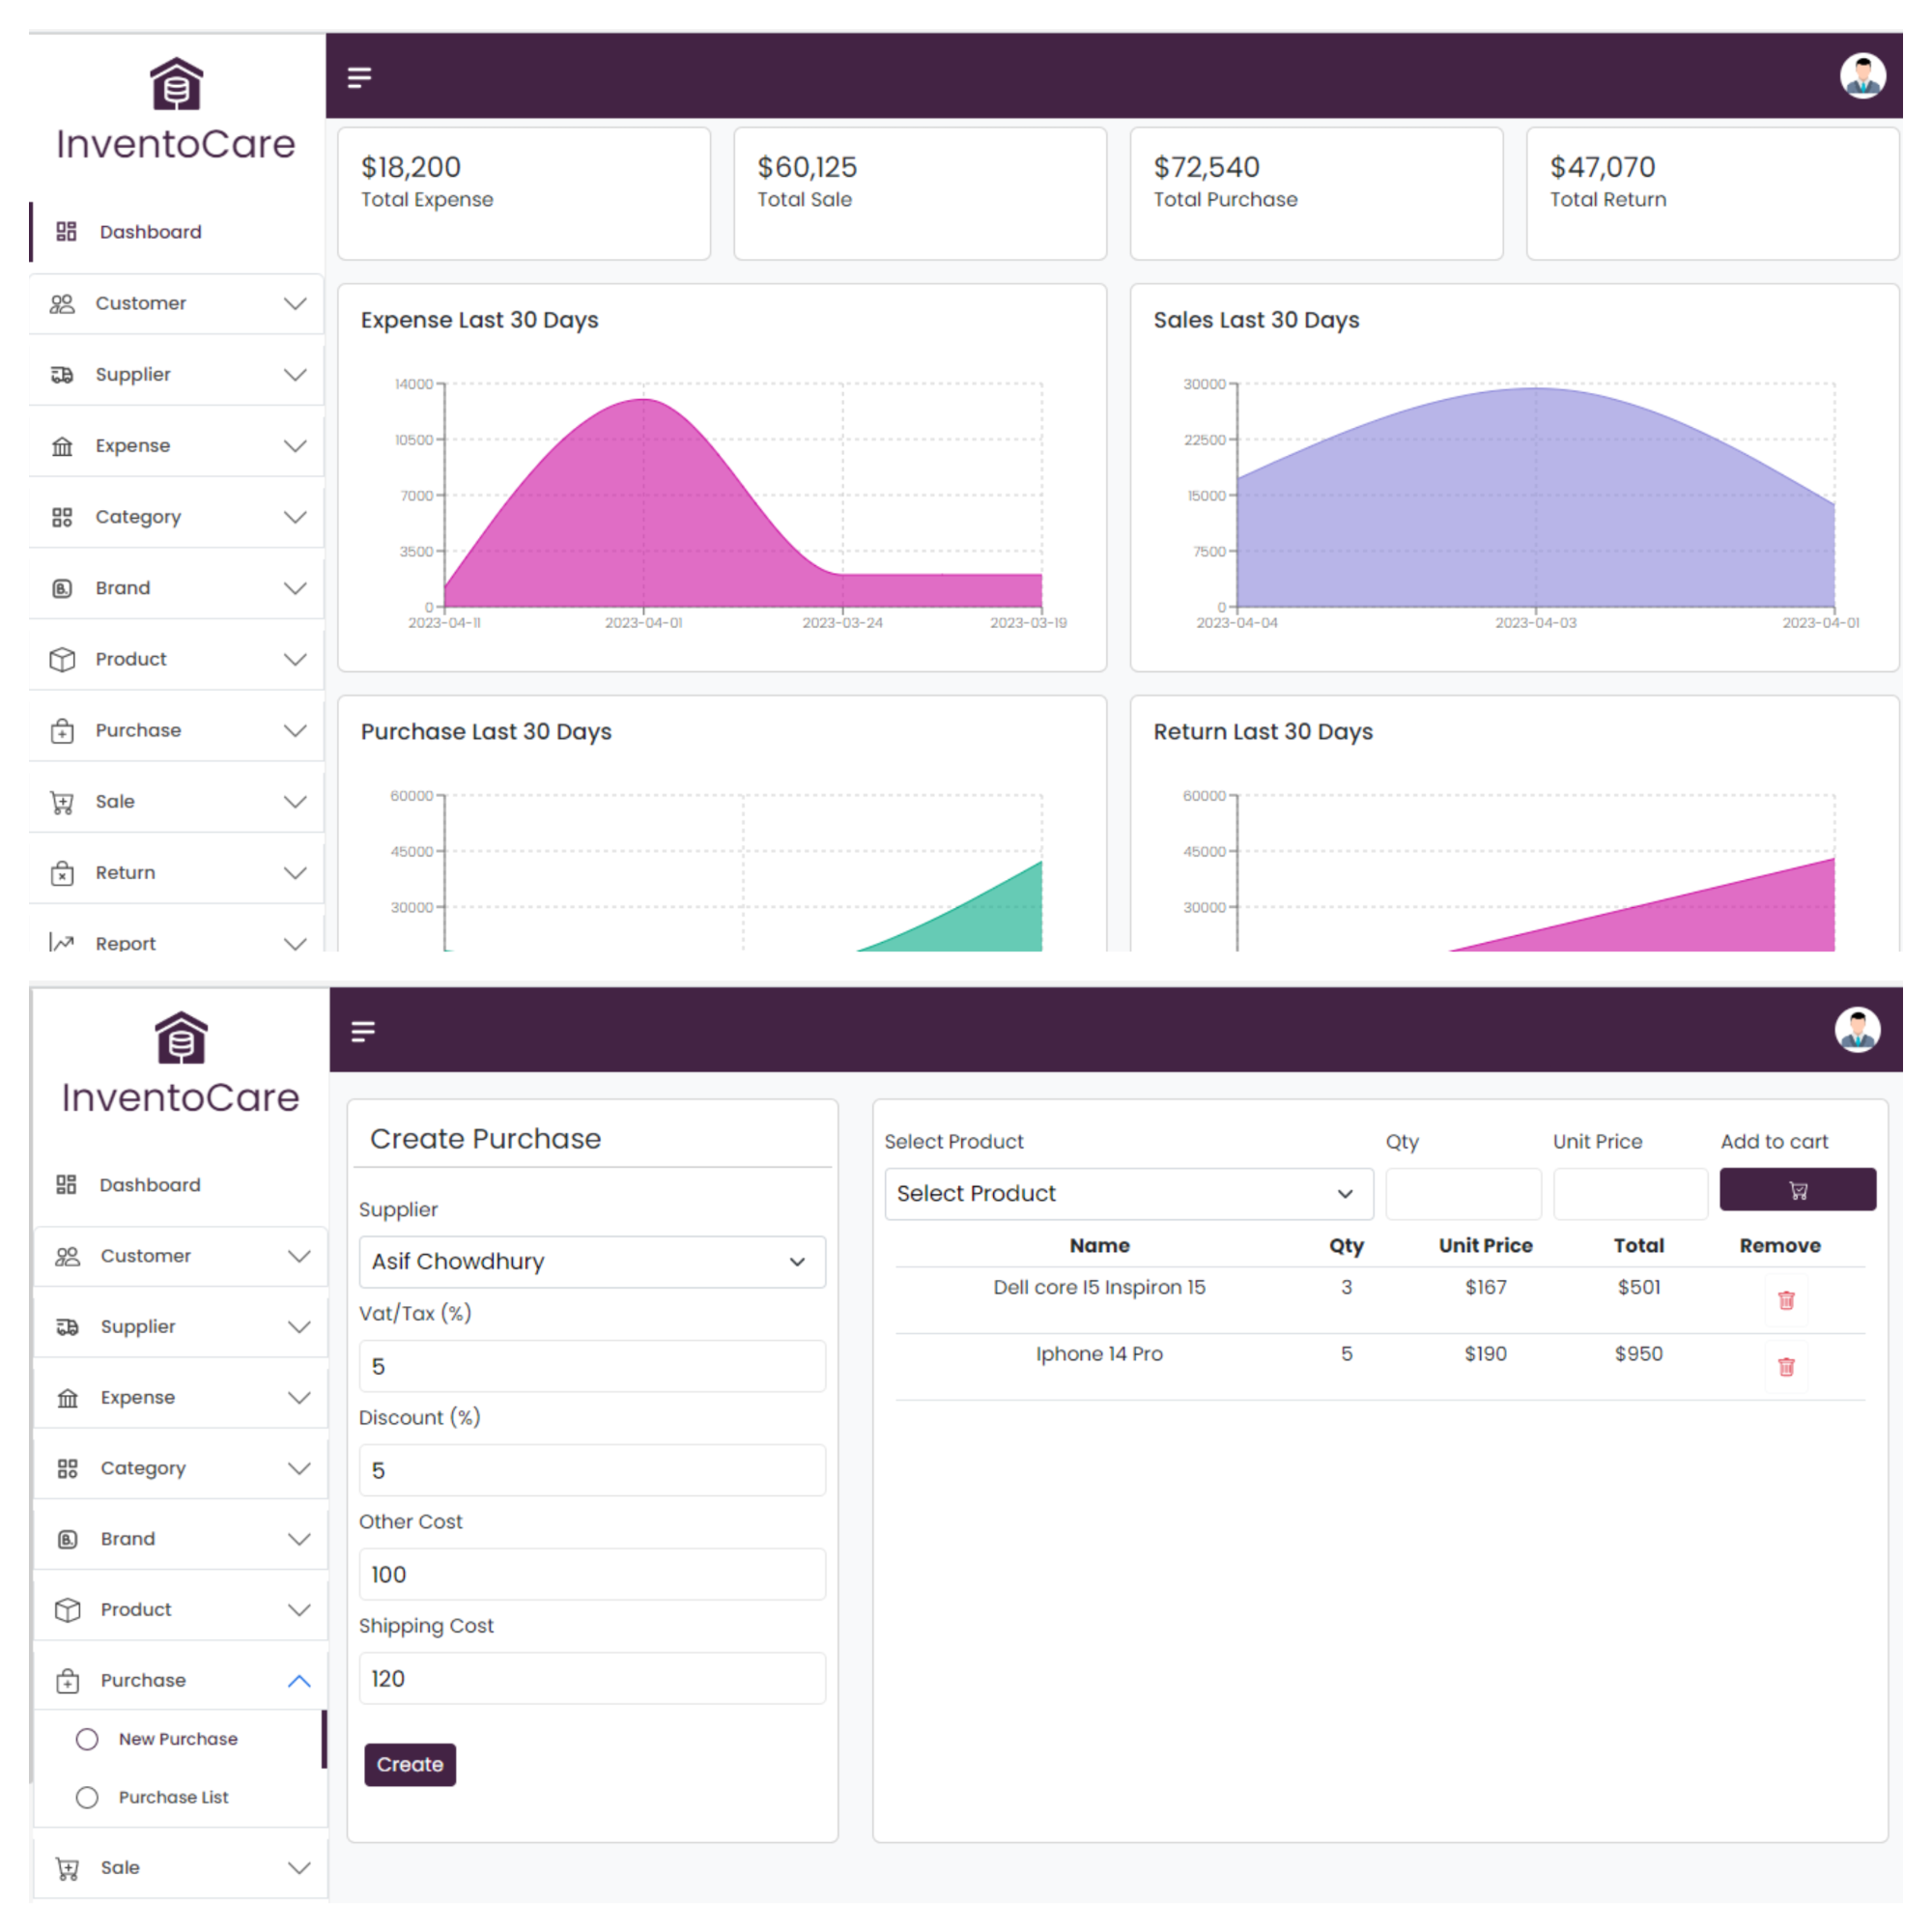 InventoCare
Dashboard
Customer
Supplier
Expense
Category
B. Brand
Product
Purchase
Sale
Return
Report
$18,200
Total Expense
$60,125
Total Sale
$72,540
Total Purchase
$47,070
Total Return
Expense Last 30 Days
14000
10500
7000
3500
0
2023-04-11 2023-04-01 2023-03-24 2023-03-19
Sales Last 30 Days
30000
22500
15000
7500
0
2023-04-04 2023-04-03 2023-04-01
Purchase Last 30 Days
60000
45000
30000
Return Last 30 Days
60000
45000
30000
InventoCare
Dashboard
Customer
Supplier
Expense
Category
B. Brand
Product
Purchase
New Purchase
Purchase List
Sale
Create Purchase
Supplier
Asif Chowdhury
Vat/Tax (%)
5
Discount (%)
5
Other Cost
100
Shipping Cost
120
Create
Select Product Qty Unit Price Add to cart
Select Product
Name Qty Unit Price Total Remove
Dell core I5 Inspiron 15 3 $167 $501
Iphone 14 Pro 5 $190 $950